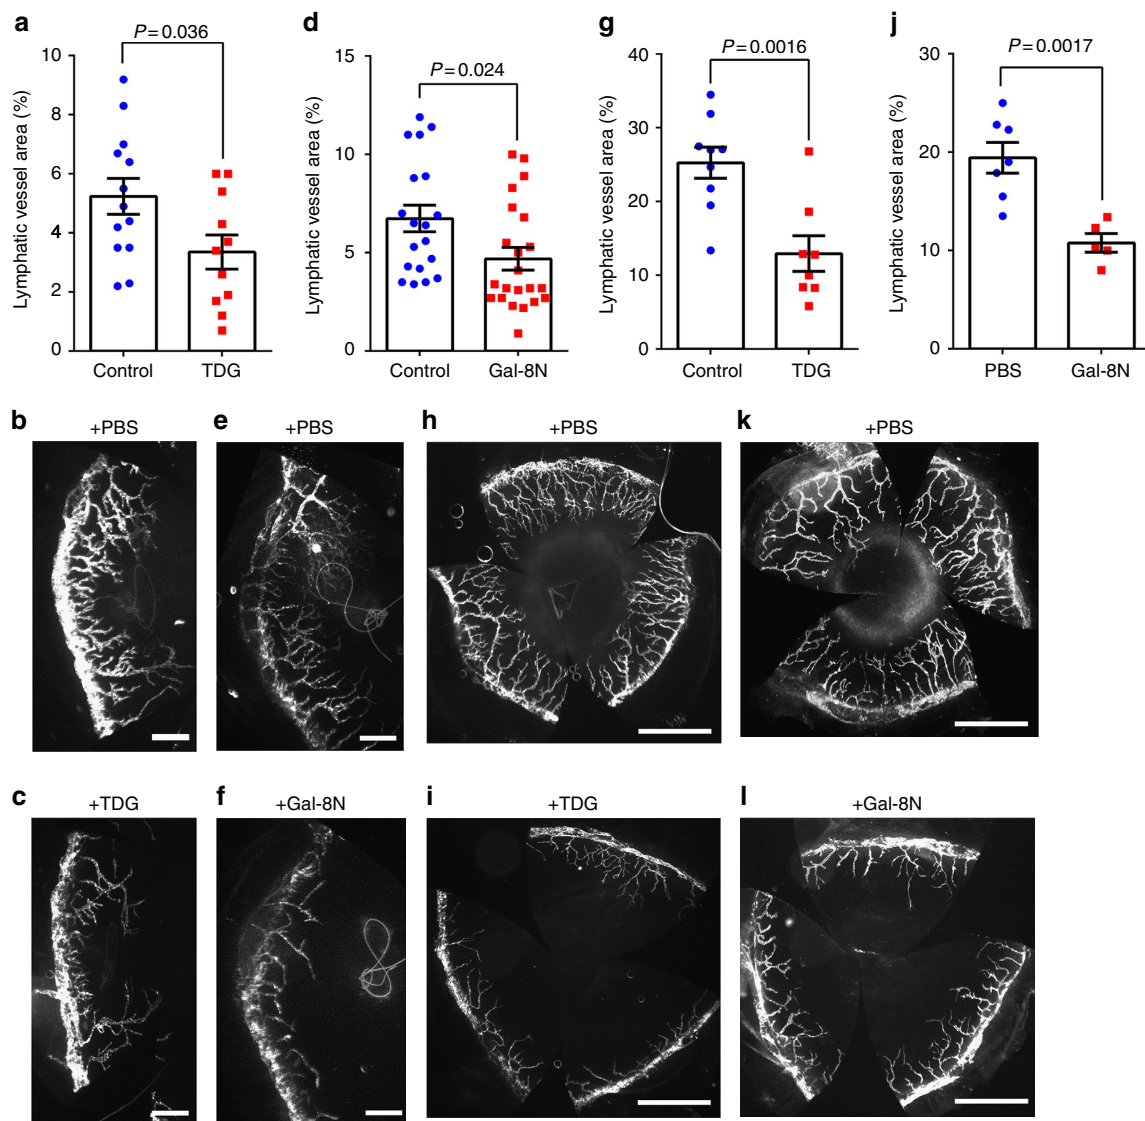 a
P = 0.036
Lymphatic vessel area (%)
10
8
6
4
2
0
Control
TDG
d
P = 0.024
Lymphatic vessel area (%)
15
10
5
0
Control
Gal-8N
g
P = 0.0016
Lymphatic vessel area (%)
40
30
20
10
0
Control
TDG
j
P = 0.0017
Lymphatic vessel area (%)
30
20
10
0
PBS
Gal-8N
b
+PBS
e
+PBS
h
+PBS
k
+PBS
c
+TDG
f
+Gal-8N
i
+TDG
l
+Gal-8N